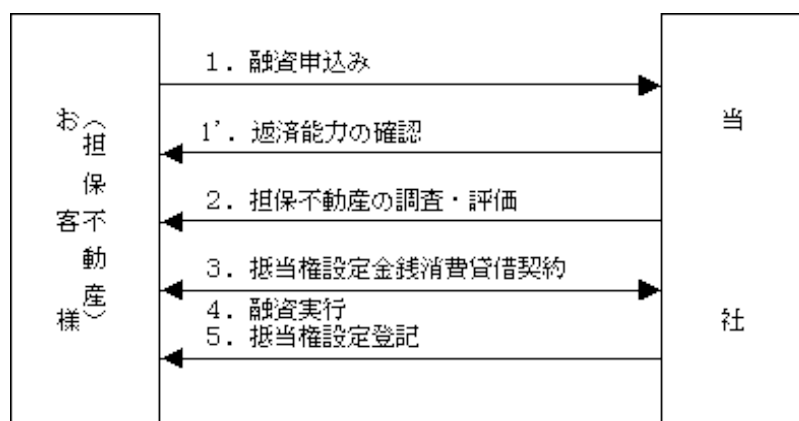 お客様
（担保不動産）
1. 融資申込み
1'. 返済能力の確認
2. 担保不動産の調査・評価
3. 抵当権設定金銭消費貸借契約
4. 融資実行
5. 抵当権設定登記
当社